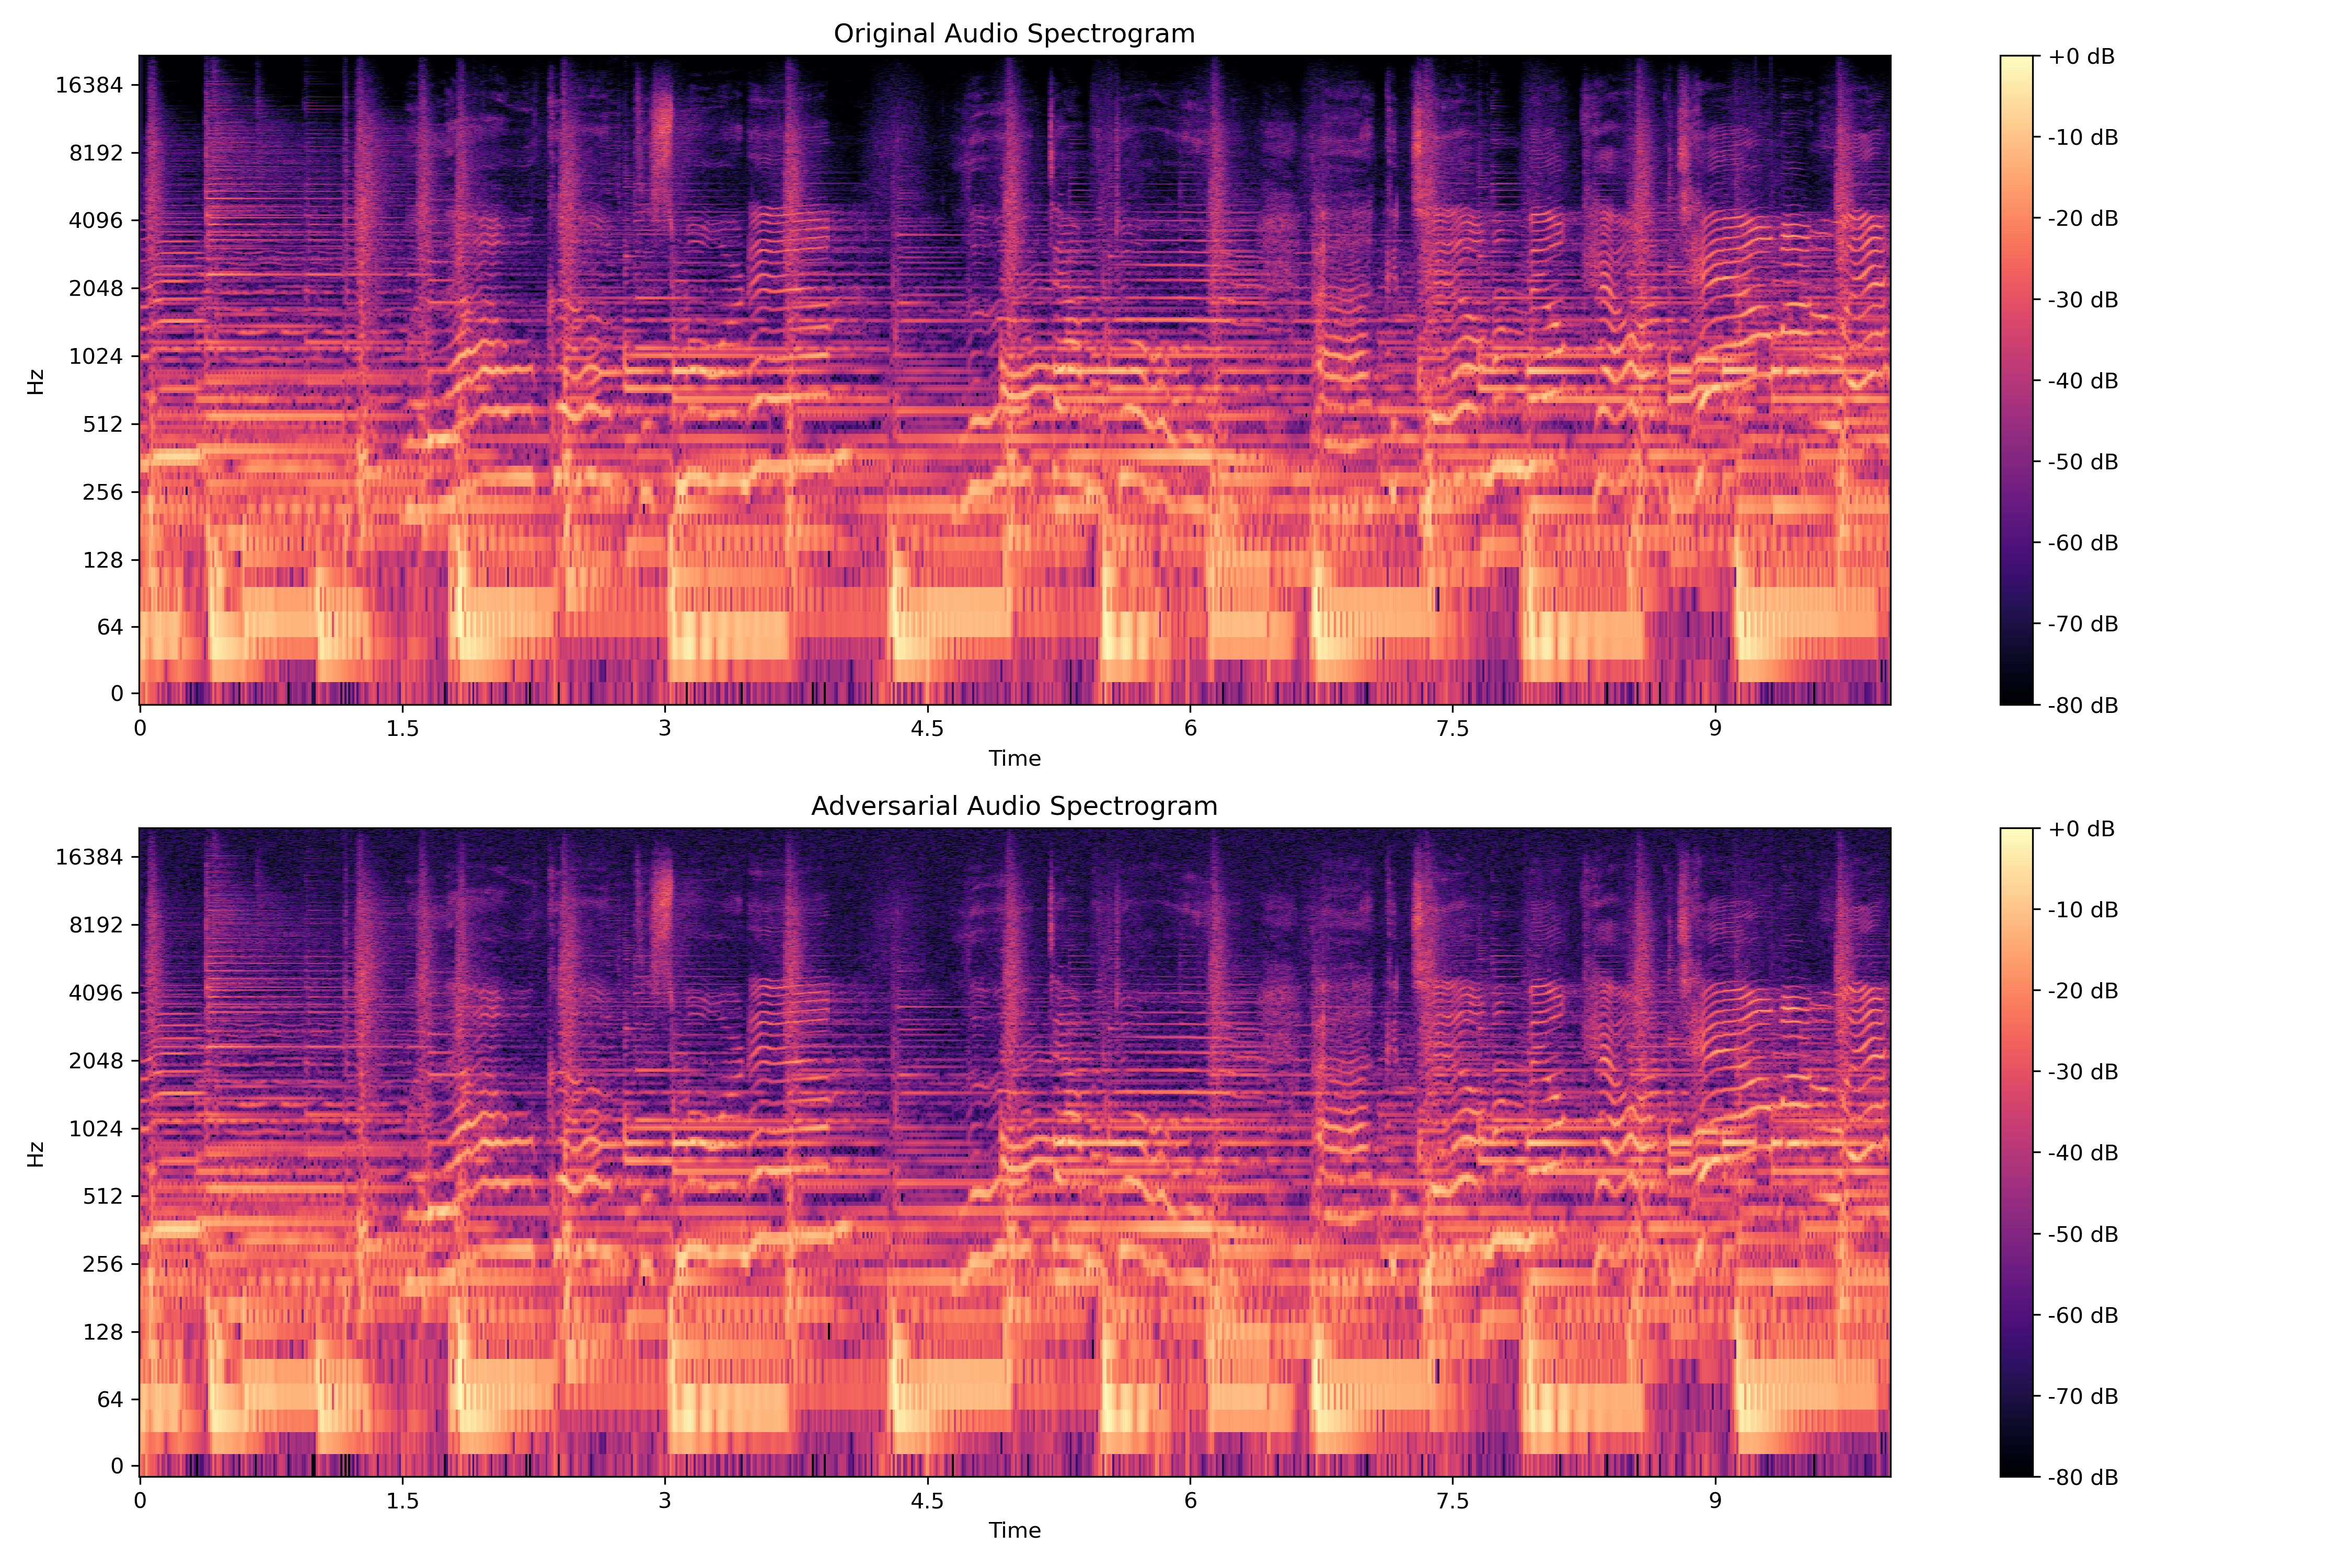 Original Audio Spectrogram
Hz
16384
8192
4096
2048
1024
512
256
128
64
0
0 1.5 3 4.5 6 7.5 9
Time
+0 dB
-10 dB
-20 dB
-30 dB
-40 dB
-50 dB
-60 dB
-70 dB
-80 dB
Adversarial Audio Spectrogram
Hz
16384
8192
4096
2048
1024
512
256
128
64
0
0 1.5 3 4.5 6 7.5 9
Time
+0 dB
-10 dB
-20 dB
-30 dB
-40 dB
-50 dB
-60 dB
-70 dB
-80 dB